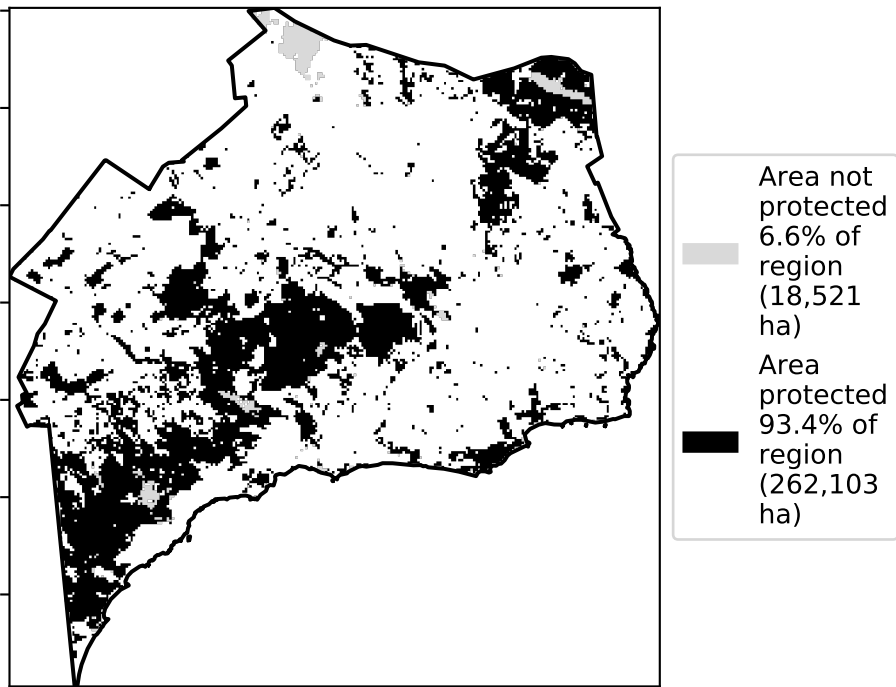 Area not
protected
6.6% of
region
(18,521
ha)
Area
protected
93.4% of
region
(262,103
ha)